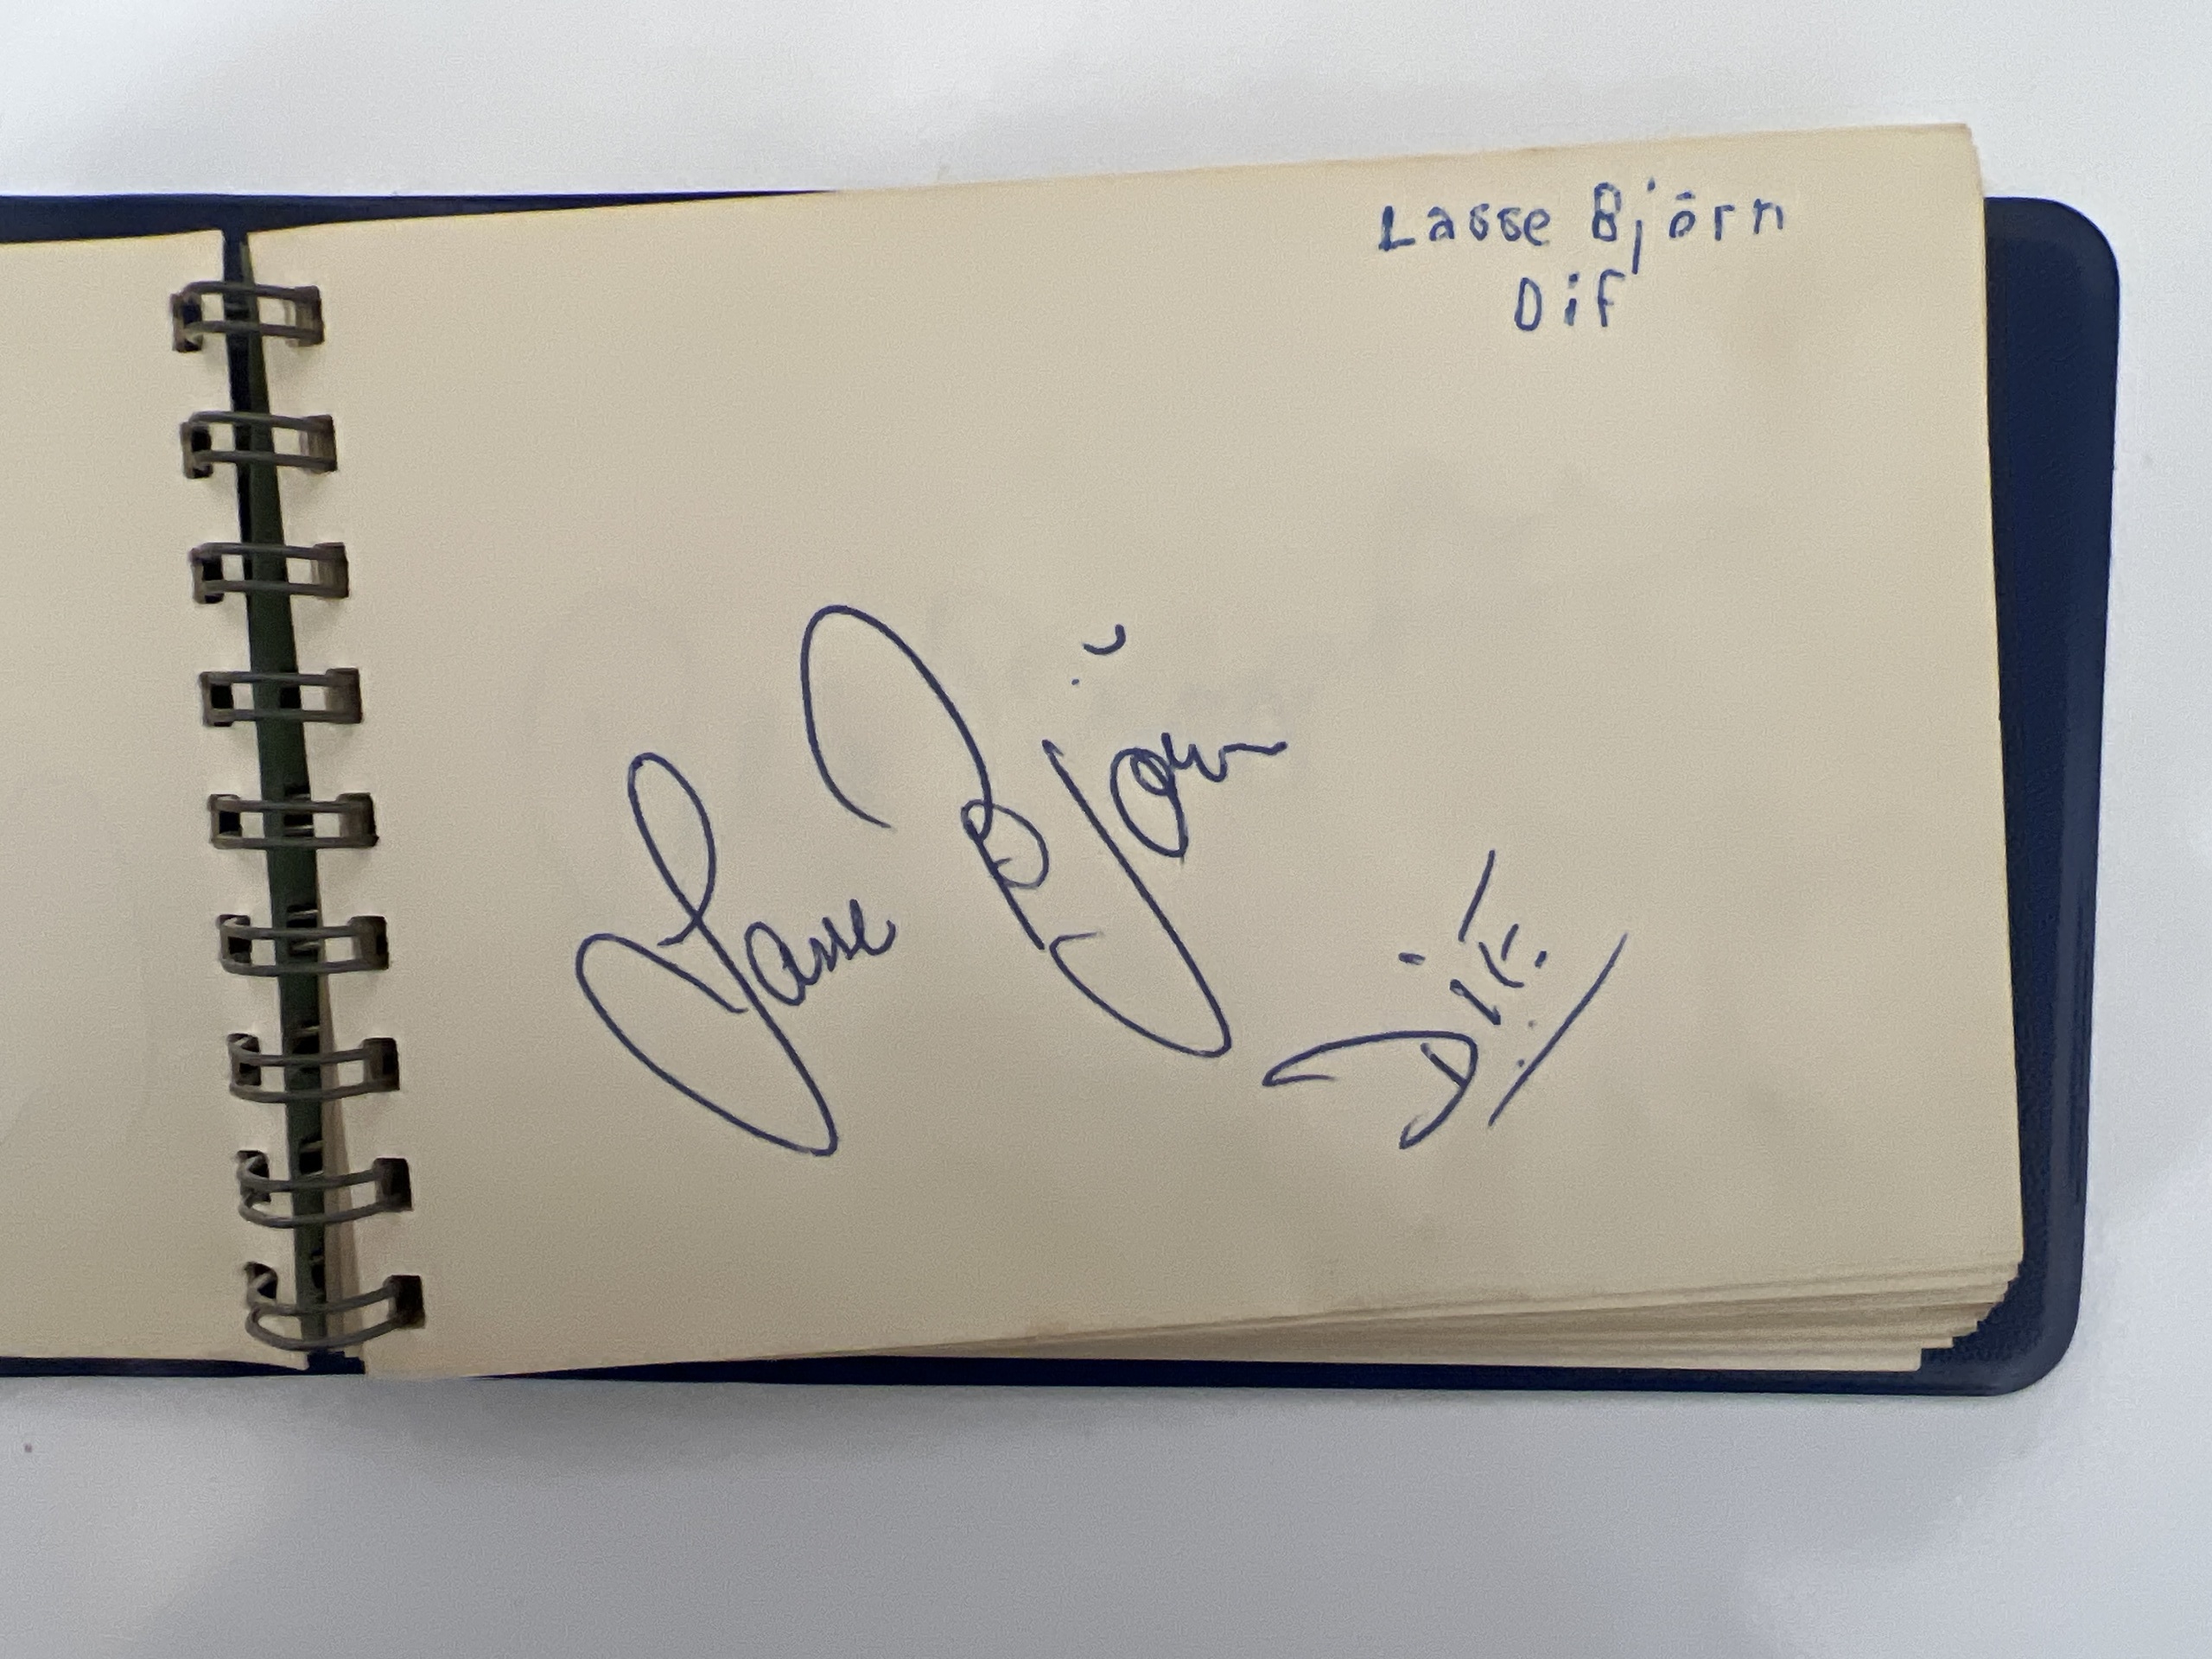 Lasse Björn
Dif
Lasse Björn
DIF